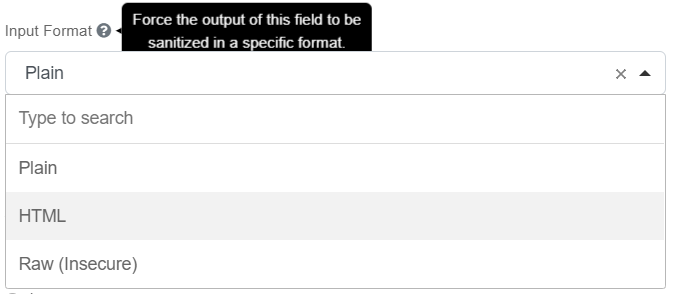 Input Format
Force the output of this field to be
sanitized in a specific format.
Plain
Type to search
Plain
HTML
Raw (Insecure)